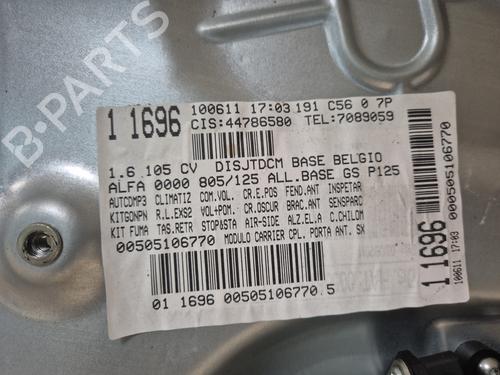 1 1696
100611 17:03 191 C56 0 7P
CIS:44786580 TEL:7089059
1.6 105 CV DISJTDCM BASE BELGIO
ALFA 0000 805/125 ALL.BASE GS P125
AUTCOMP3 CLIMATIZ COM.VOL. CR.E.POS FEND.ANT INSPETAR
KITGONPN R.L.EXS2 VOL+POM. CR.OSCUR BRAC.ANT SENSPARC
KIT FUMA TAS.RETR STOP&STA AIR-SIDE ALZ.EL.A C.CHILOM
00505106770 MODULO CARRIER CPL. PORTA ANT. SN
01 1696 00505106770.5
1 1696
100611 17:03
000505106770
B-PARTS